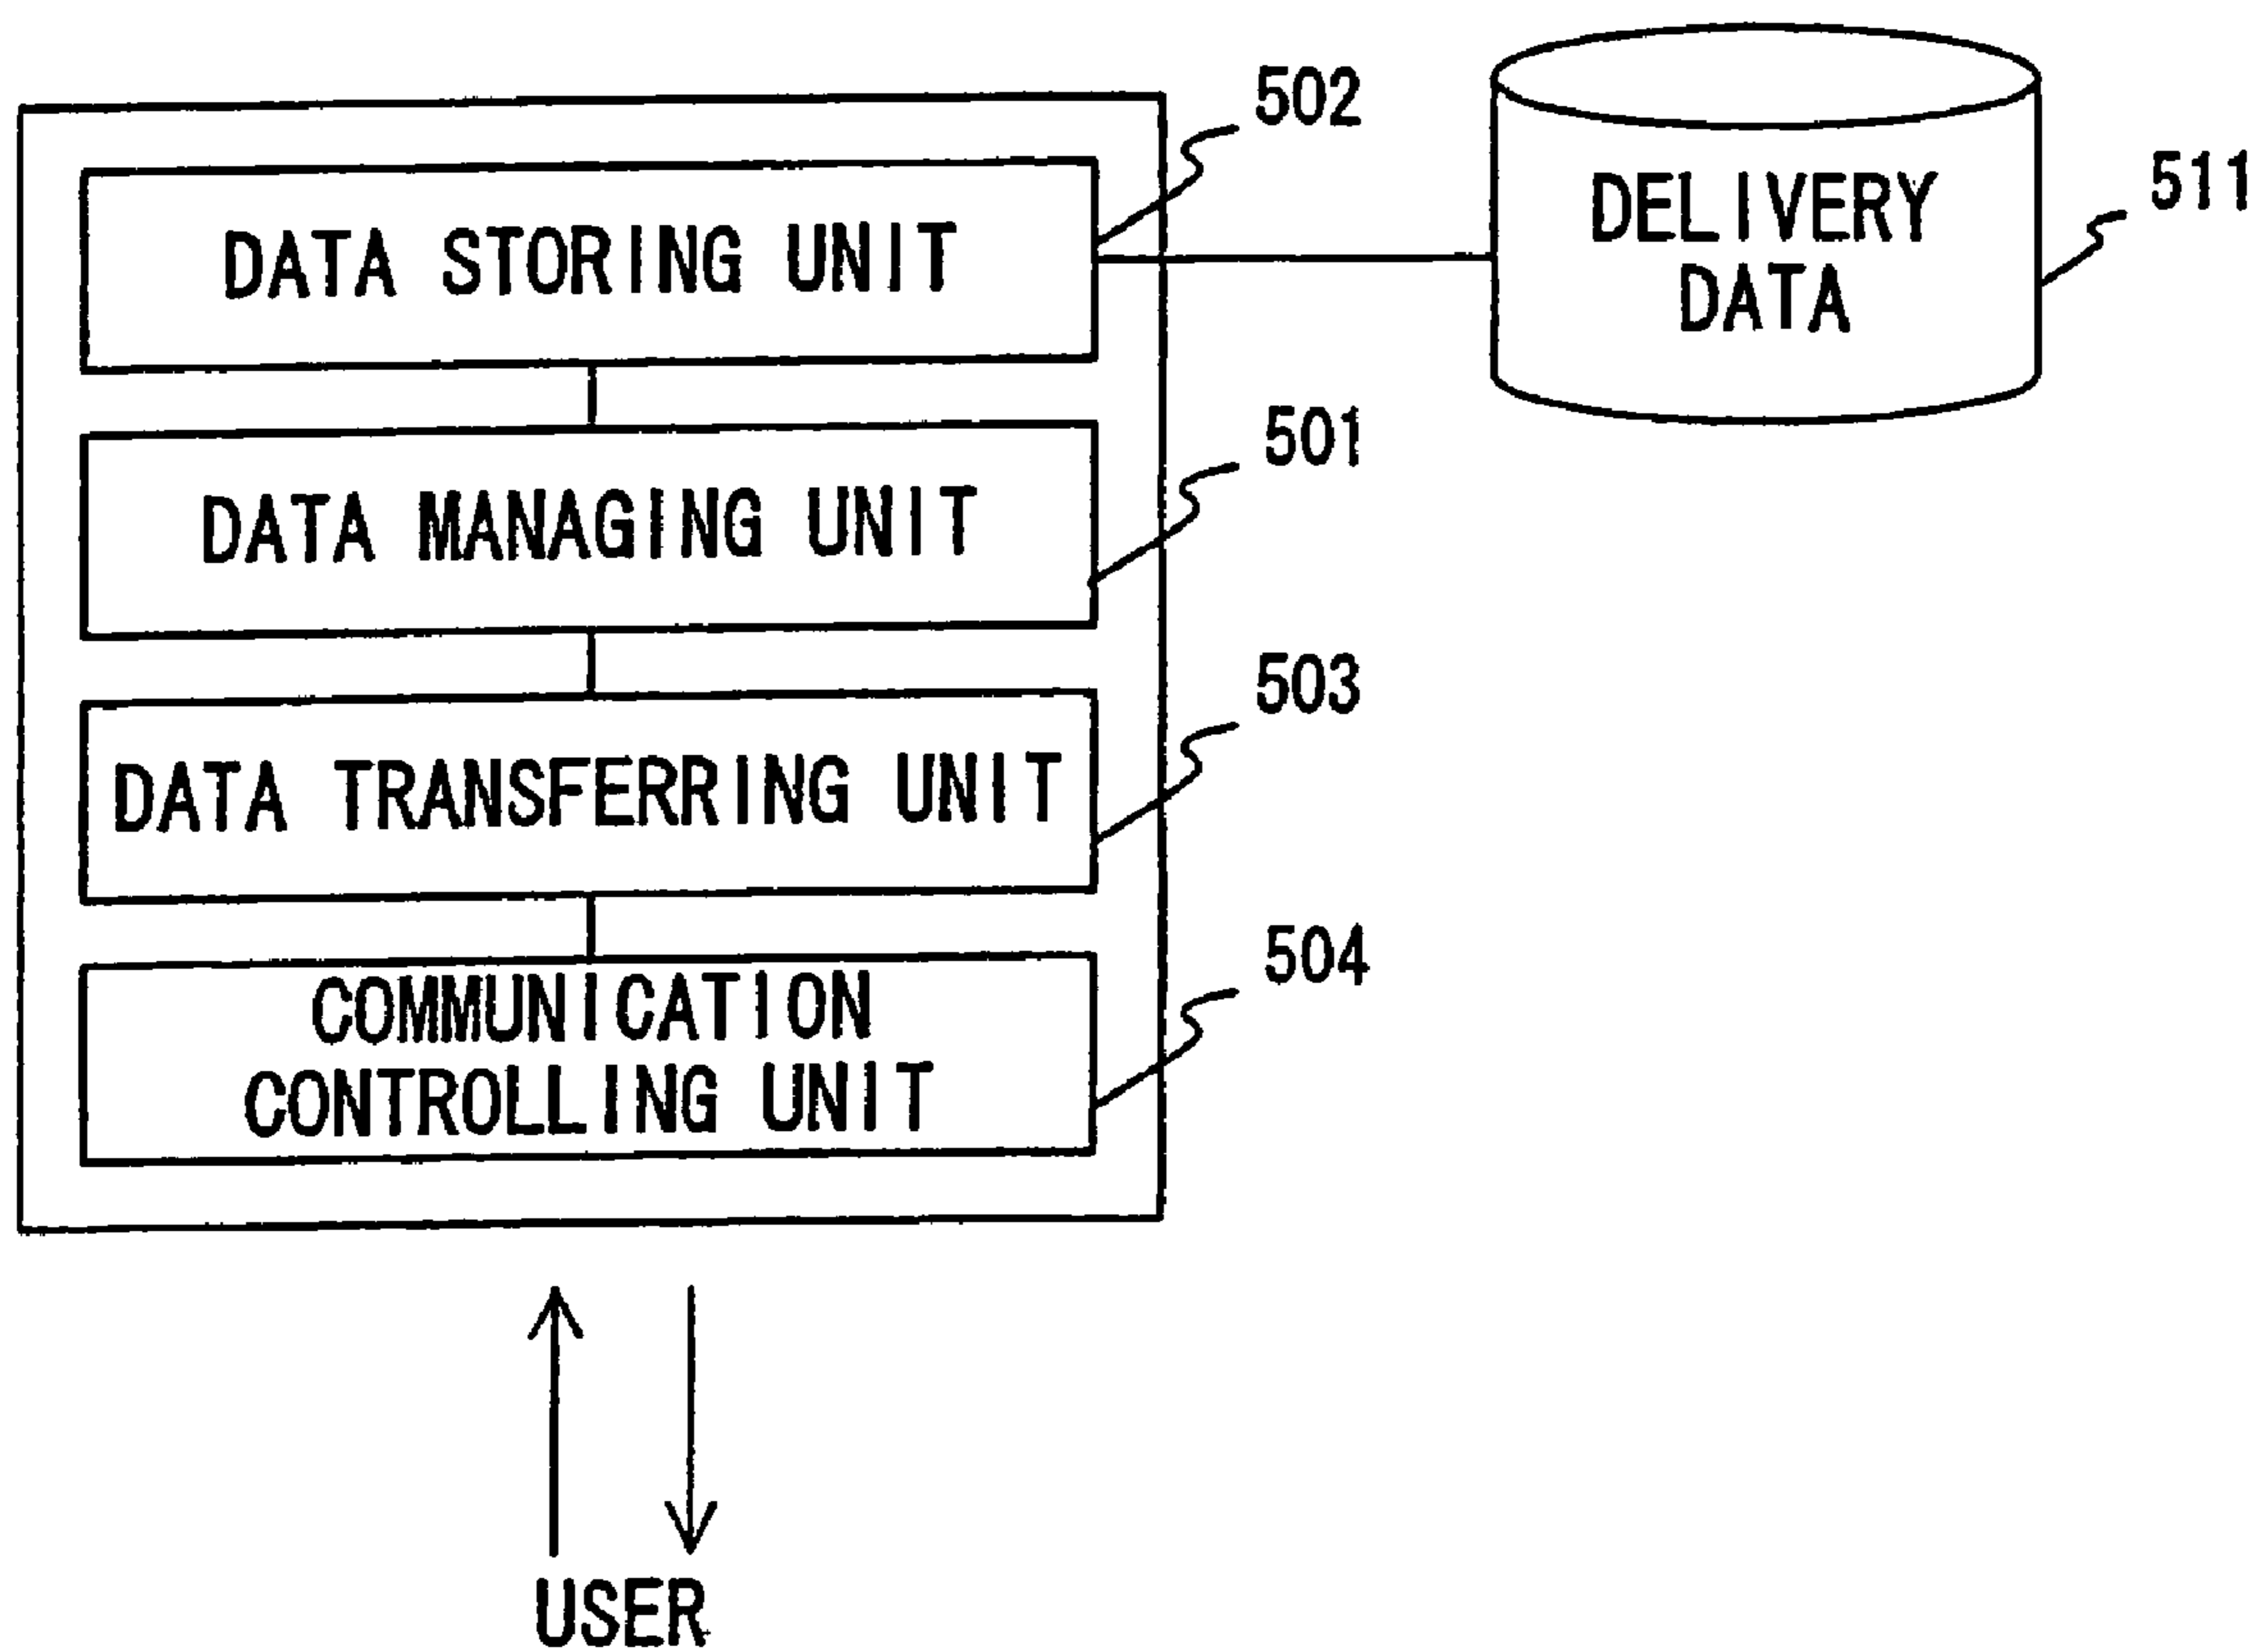 502
DATA STORING UNIT
DELIVERY
DATA
511
501
DATA MANAGING UNIT
503
DATA TRANSFERRING UNIT
504
COMMUNICATION
CONTROLLING UNIT
USER